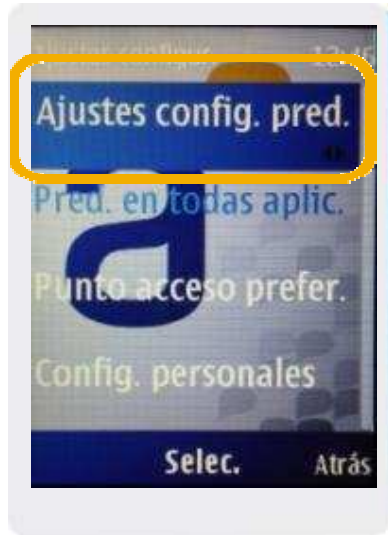 Ajustes config. pred.
Pred. en todas aplic.
Punto acceso prefer.
Config. personales
Selec. Atrás